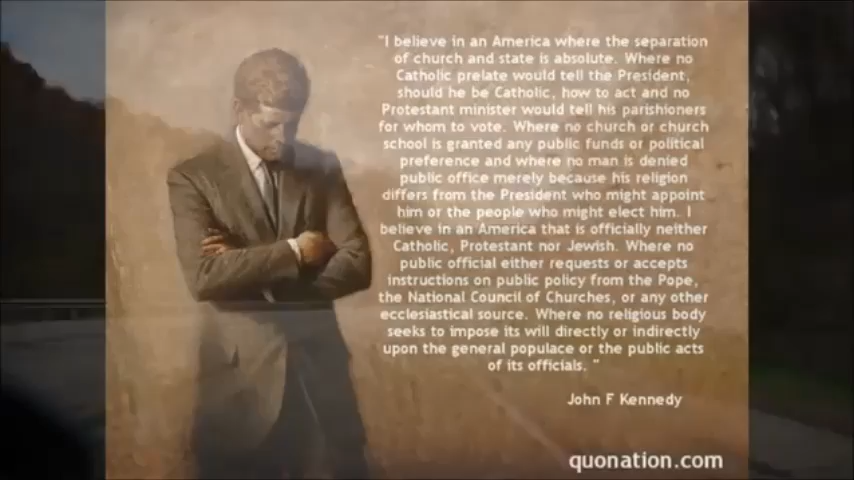 "I believe in an America where the separation
of church and state is absolute. Where no
Catholic prelate would tell the President,
should he be Catholic, how to act and no
Protestant minister would tell his parishioners
for whom to vote. Where no church or church
school is granted any public funds or political
preference and where no man is denied
public office merely because his religion
differs from the President who might appoint
him or the people who might elect him. I
believe in an America that is officially neither
Catholic, Protestant nor Jewish. Where no
public official either requests or accepts
instructions on public policy from the Pope,
the National Council of Churches, or any other
ecclesiastical source. Where no religious body
seeks to impose its will directly or indirectly
upon the general populace or the public acts
of its officials. "
John F Kennedy
quonation.com